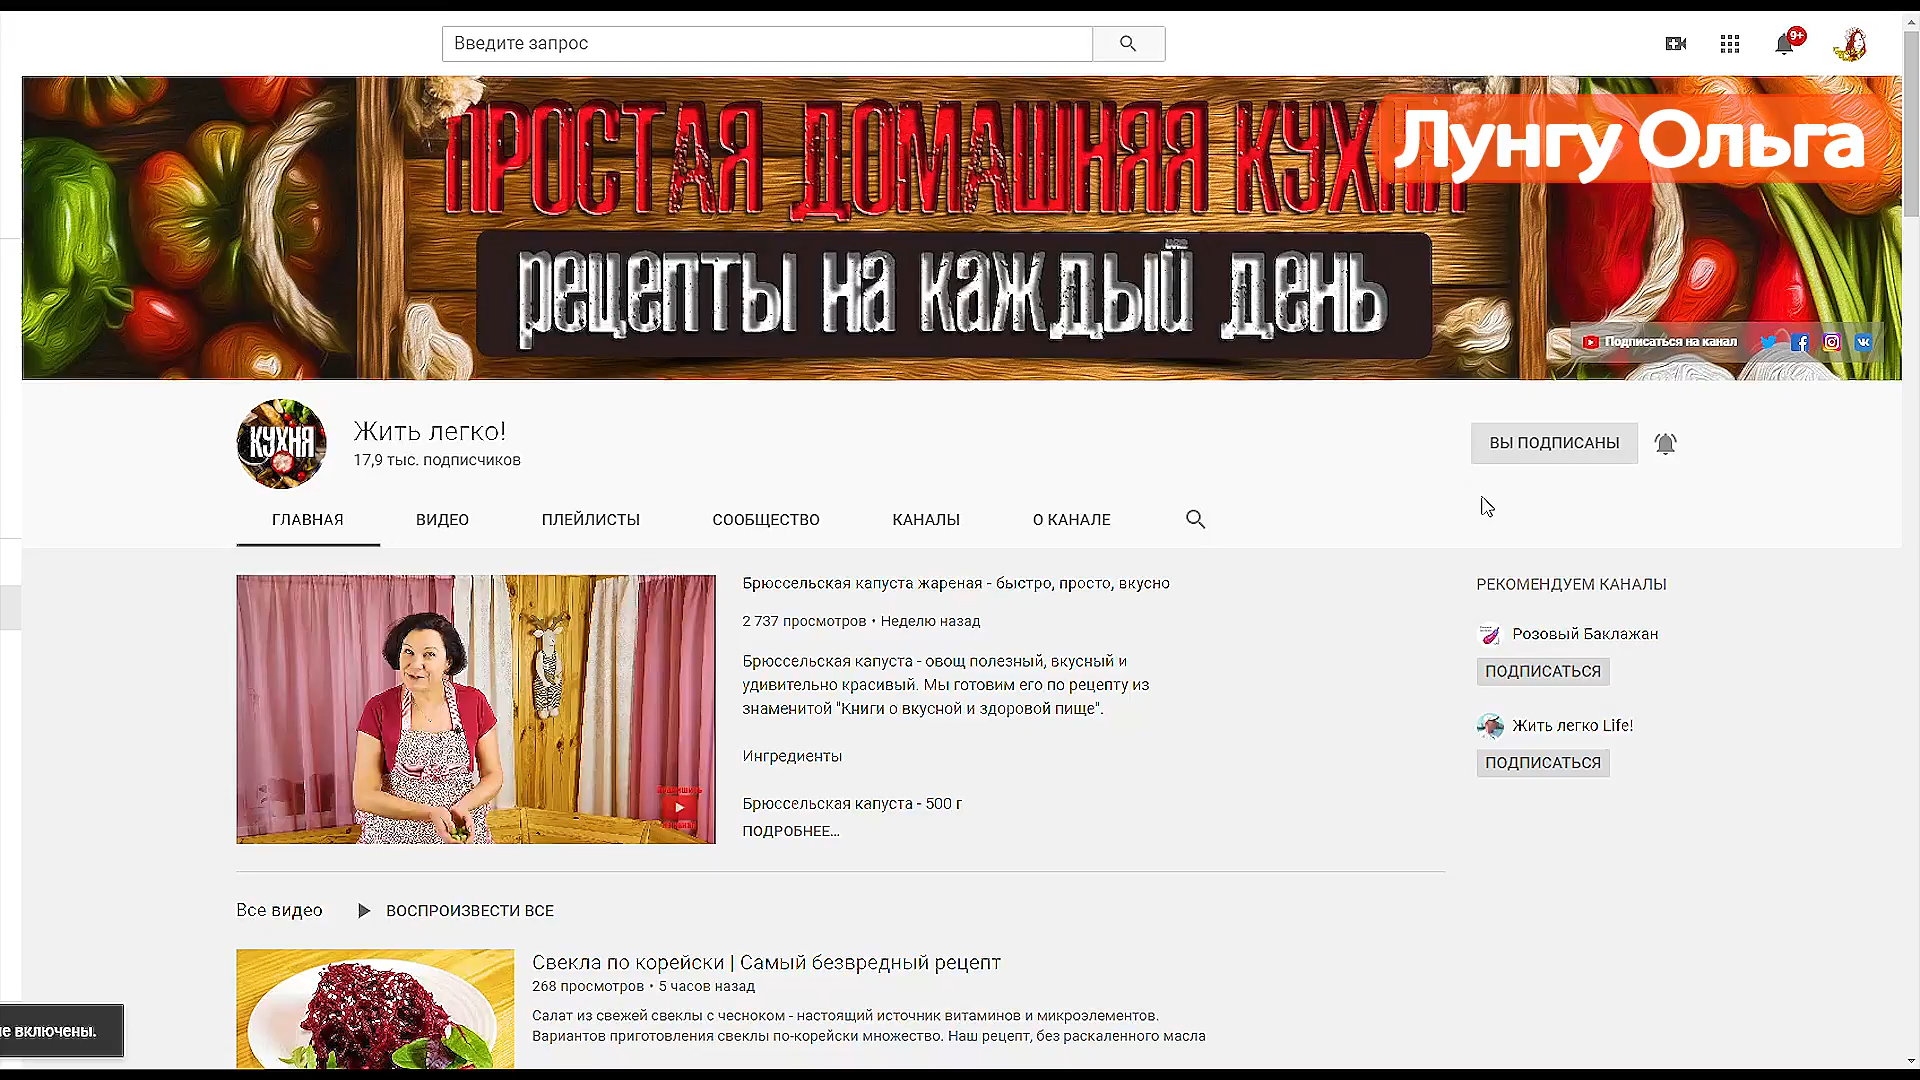 Введите запрос
9+
ПРОСТАЯ ДОМАШНЯЯ КУХНЯ
Лунгу Ольга
рецепты на каждый день
Подписаться на канал
КУХНЯ
Жить легко!
17,9 тыс. подписчиков
ВЫ ПОДПИСАНЫ
ГЛАВНАЯ
ВИДЕО
ПЛЕЙЛИСТЫ
СООБЩЕСТВО
КАНАЛЫ
О КАНАЛЕ
Брюссельская капуста жареная - быстро, просто, вкусно
2 737 просмотров • Неделю назад
Брюссельская капуста - овощ полезный, вкусный и
удивительно красивый. Мы готовим его по рецепту из
знаменитой "Книги о вкусной и здоровой пище".
Ингредиенты
Брюссельская капуста - 500 г
ПОДРОБНЕЕ...
РЕКОМЕНДУЕМ КАНАЛЫ
Розовый Баклажан
ПОДПИСАТЬСЯ
Жить легко Life!
ПОДПИСАТЬСЯ
Все видео
ВОСПРОИЗВЕСТИ ВСЕ
Свекла по корейски | Самый безвредный рецепт
268 просмотров • 5 часов назад
Салат из свежей свеклы с чесноком - настоящий источник витаминов и микроэлементов.
Вариантов приготовления свеклы по-корейски множество. Наш рецепт, без раскаленного масла
включены.